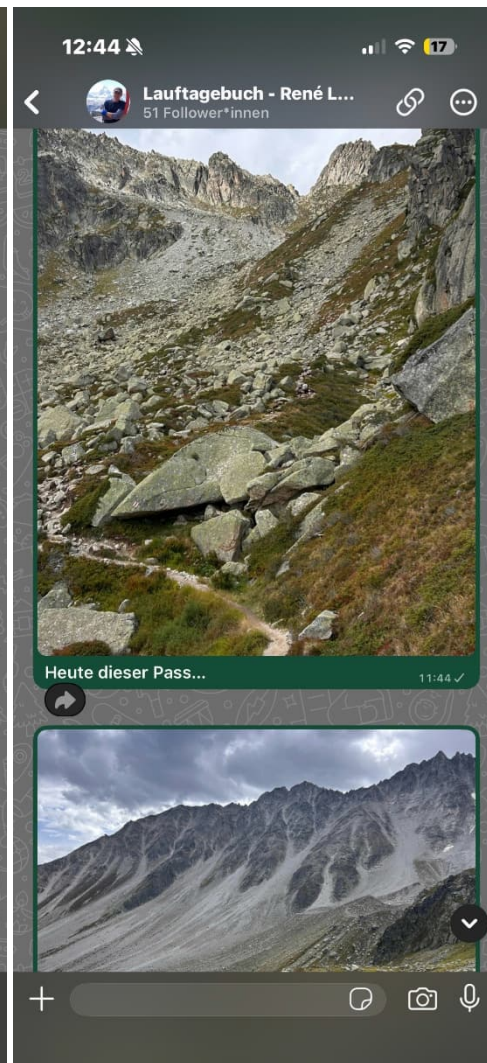 12:44
17
Lauftagebuch - René L...
51 Follower*innen
Heute dieser Pass...
11:44